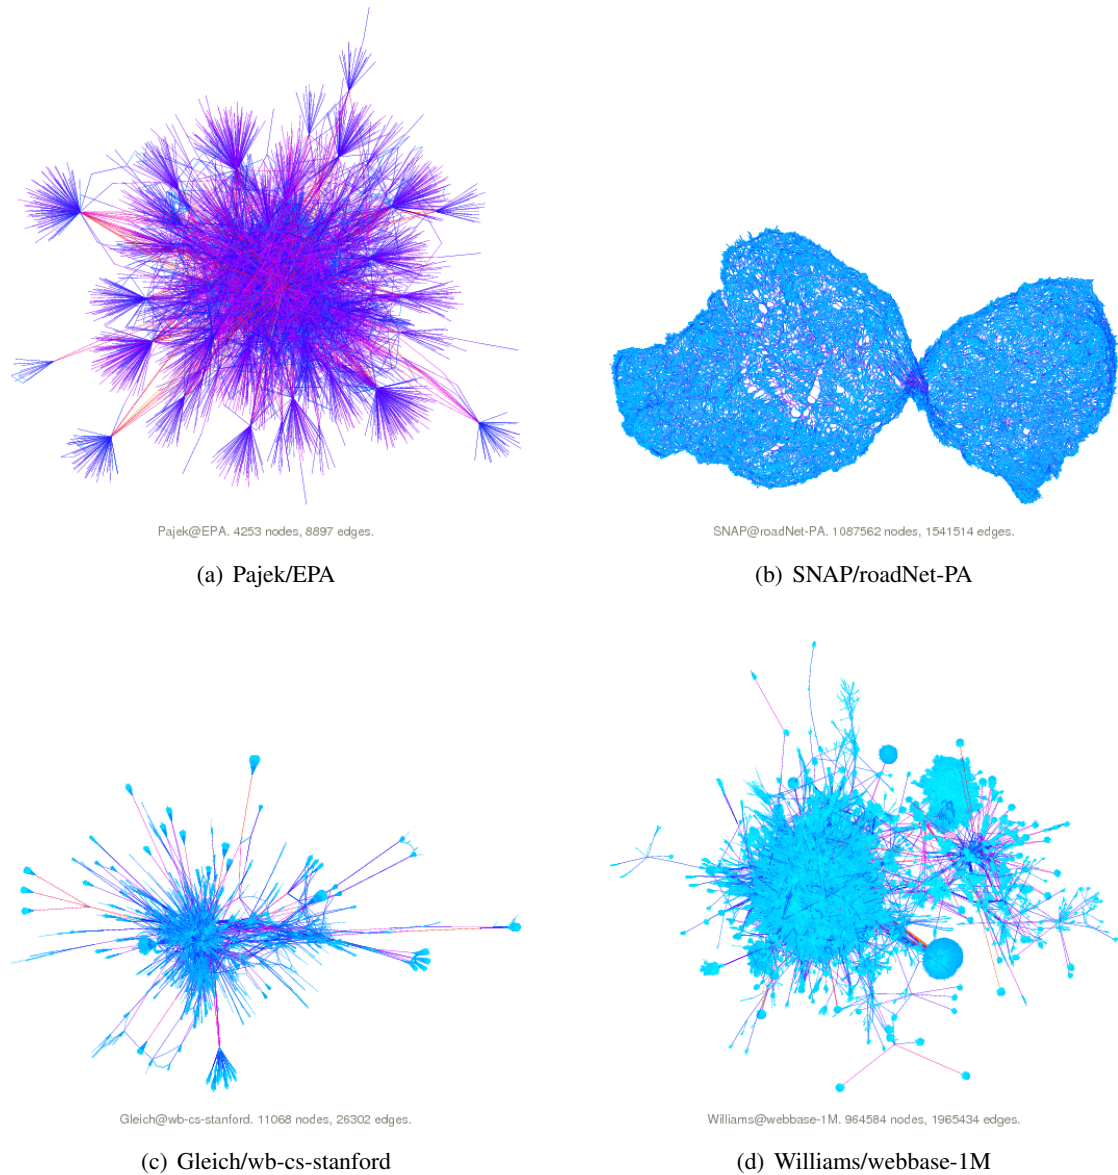 Pajek@EPA. 4253 nodes, 8897 edges.
(a) Pajek/EPA
SNAP@roadNet-PA. 1087562 nodes, 1541514 edges.
(b) SNAP/roadNet-PA
Gleich@wb-cs-stanford. 11068 nodes, 26302 edges.
(c) Gleich/wb-cs-stanford
Williams@webbase-1M. 964584 nodes, 1965434 edges.
(d) Williams/webbase-1M